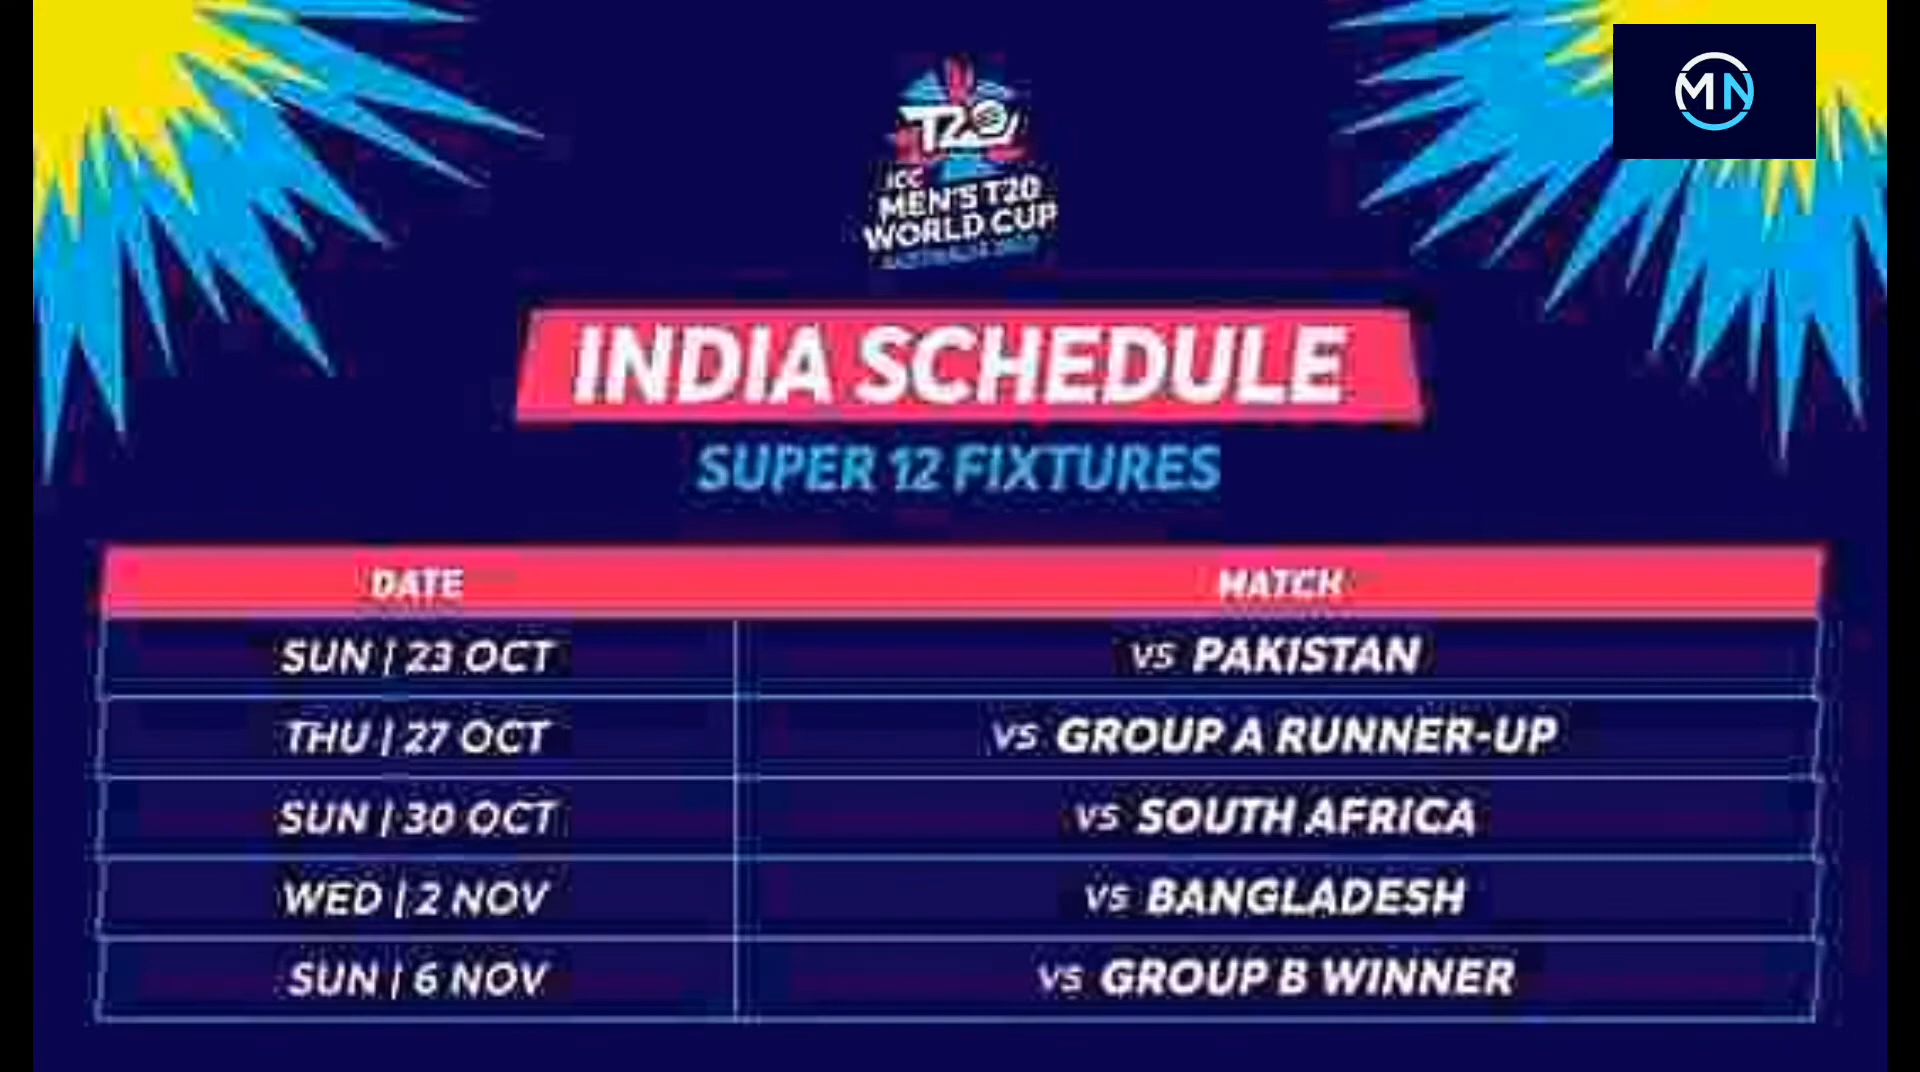 MN
T20
ICC
MEN'S T20
WORLD CUP
AUSTRALIA 2022
INDIA SCHEDULE
SUPER 12 FIXTURES
DATE MATCH
SUN | 23 OCT vs PAKISTAN
THU | 27 OCT vs GROUP A RUNNER-UP
SUN | 30 OCT vs SOUTH AFRICA
WED | 2 NOV vs BANGLADESH
SUN | 6 NOV vs GROUP B WINNER